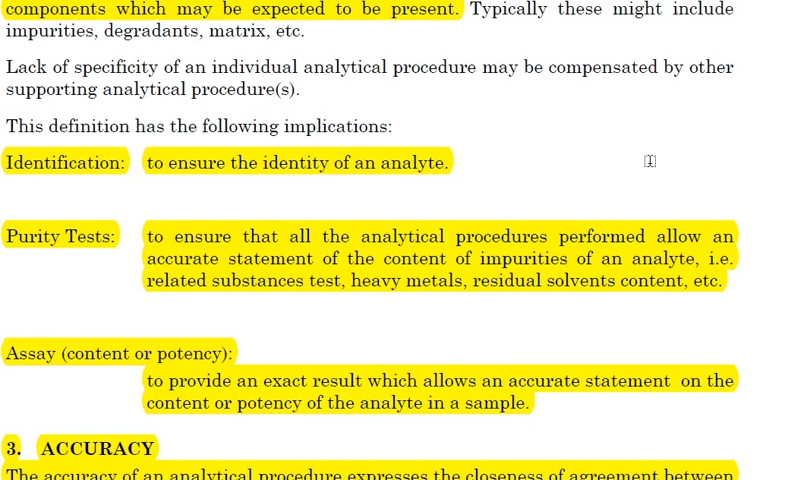 components which may be expected to be present. Typically these might include
impurities, degradants, matrix, etc.
Lack of specificity of an individual analytical procedure may be compensated by other
supporting analytical procedure(s).
This definition has the following implications:
Identification: to ensure the identity of an analyte.
Purity Tests: to ensure that all the analytical procedures performed allow an
accurate statement of the content of impurities of an analyte, i.e.
related substances test, heavy metals, residual solvents content, etc.
Assay (content or potency):
to provide an exact result which allows an accurate statement on the
content or potency of the analyte in a sample.
3. ACCURACY
The accuracy of an analytical procedure expresses the closeness of agreement between